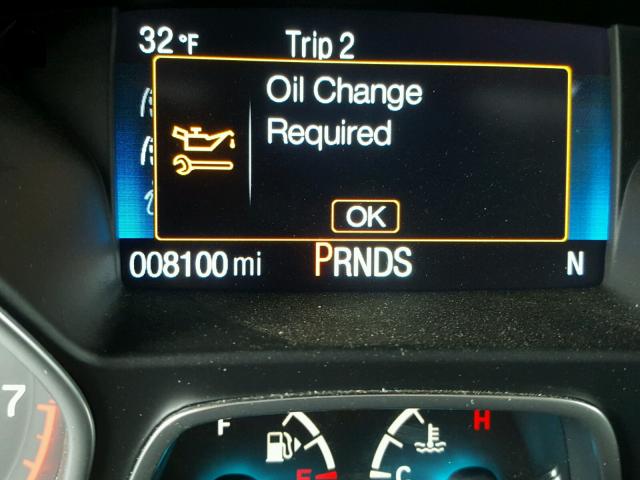 32°F Trip 2
Oil Change
Required
OK
008100 mi PRNDS N
7
F H
E C